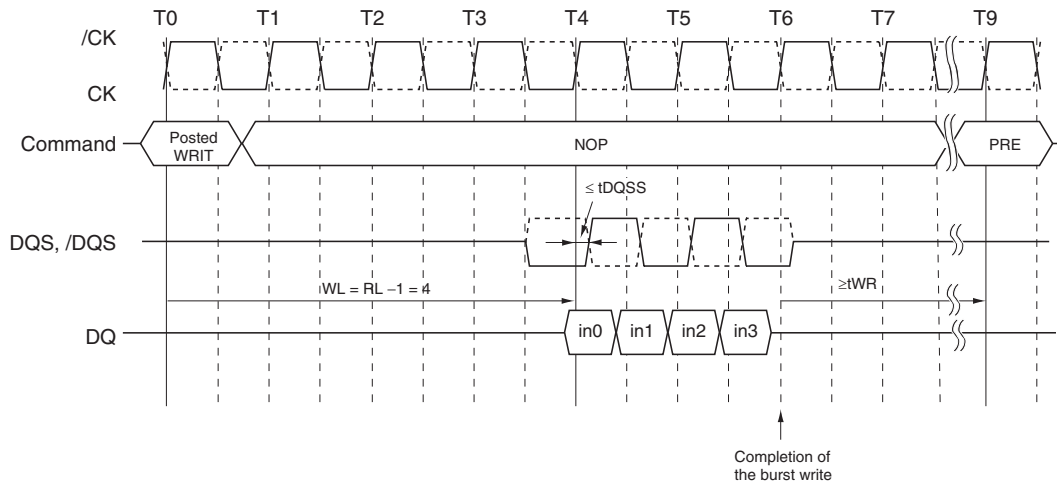 T0 T1 T2 T3 T4 T5 T6 T7 T9
/CK
CK
Command
Posted
WRIT
NOP
PRE
≤ tDQSS
DQS, /DQS
WL = RL −1 = 4
≥tWR
DQ
in0 in1 in2 in3
Completion of
the burst write